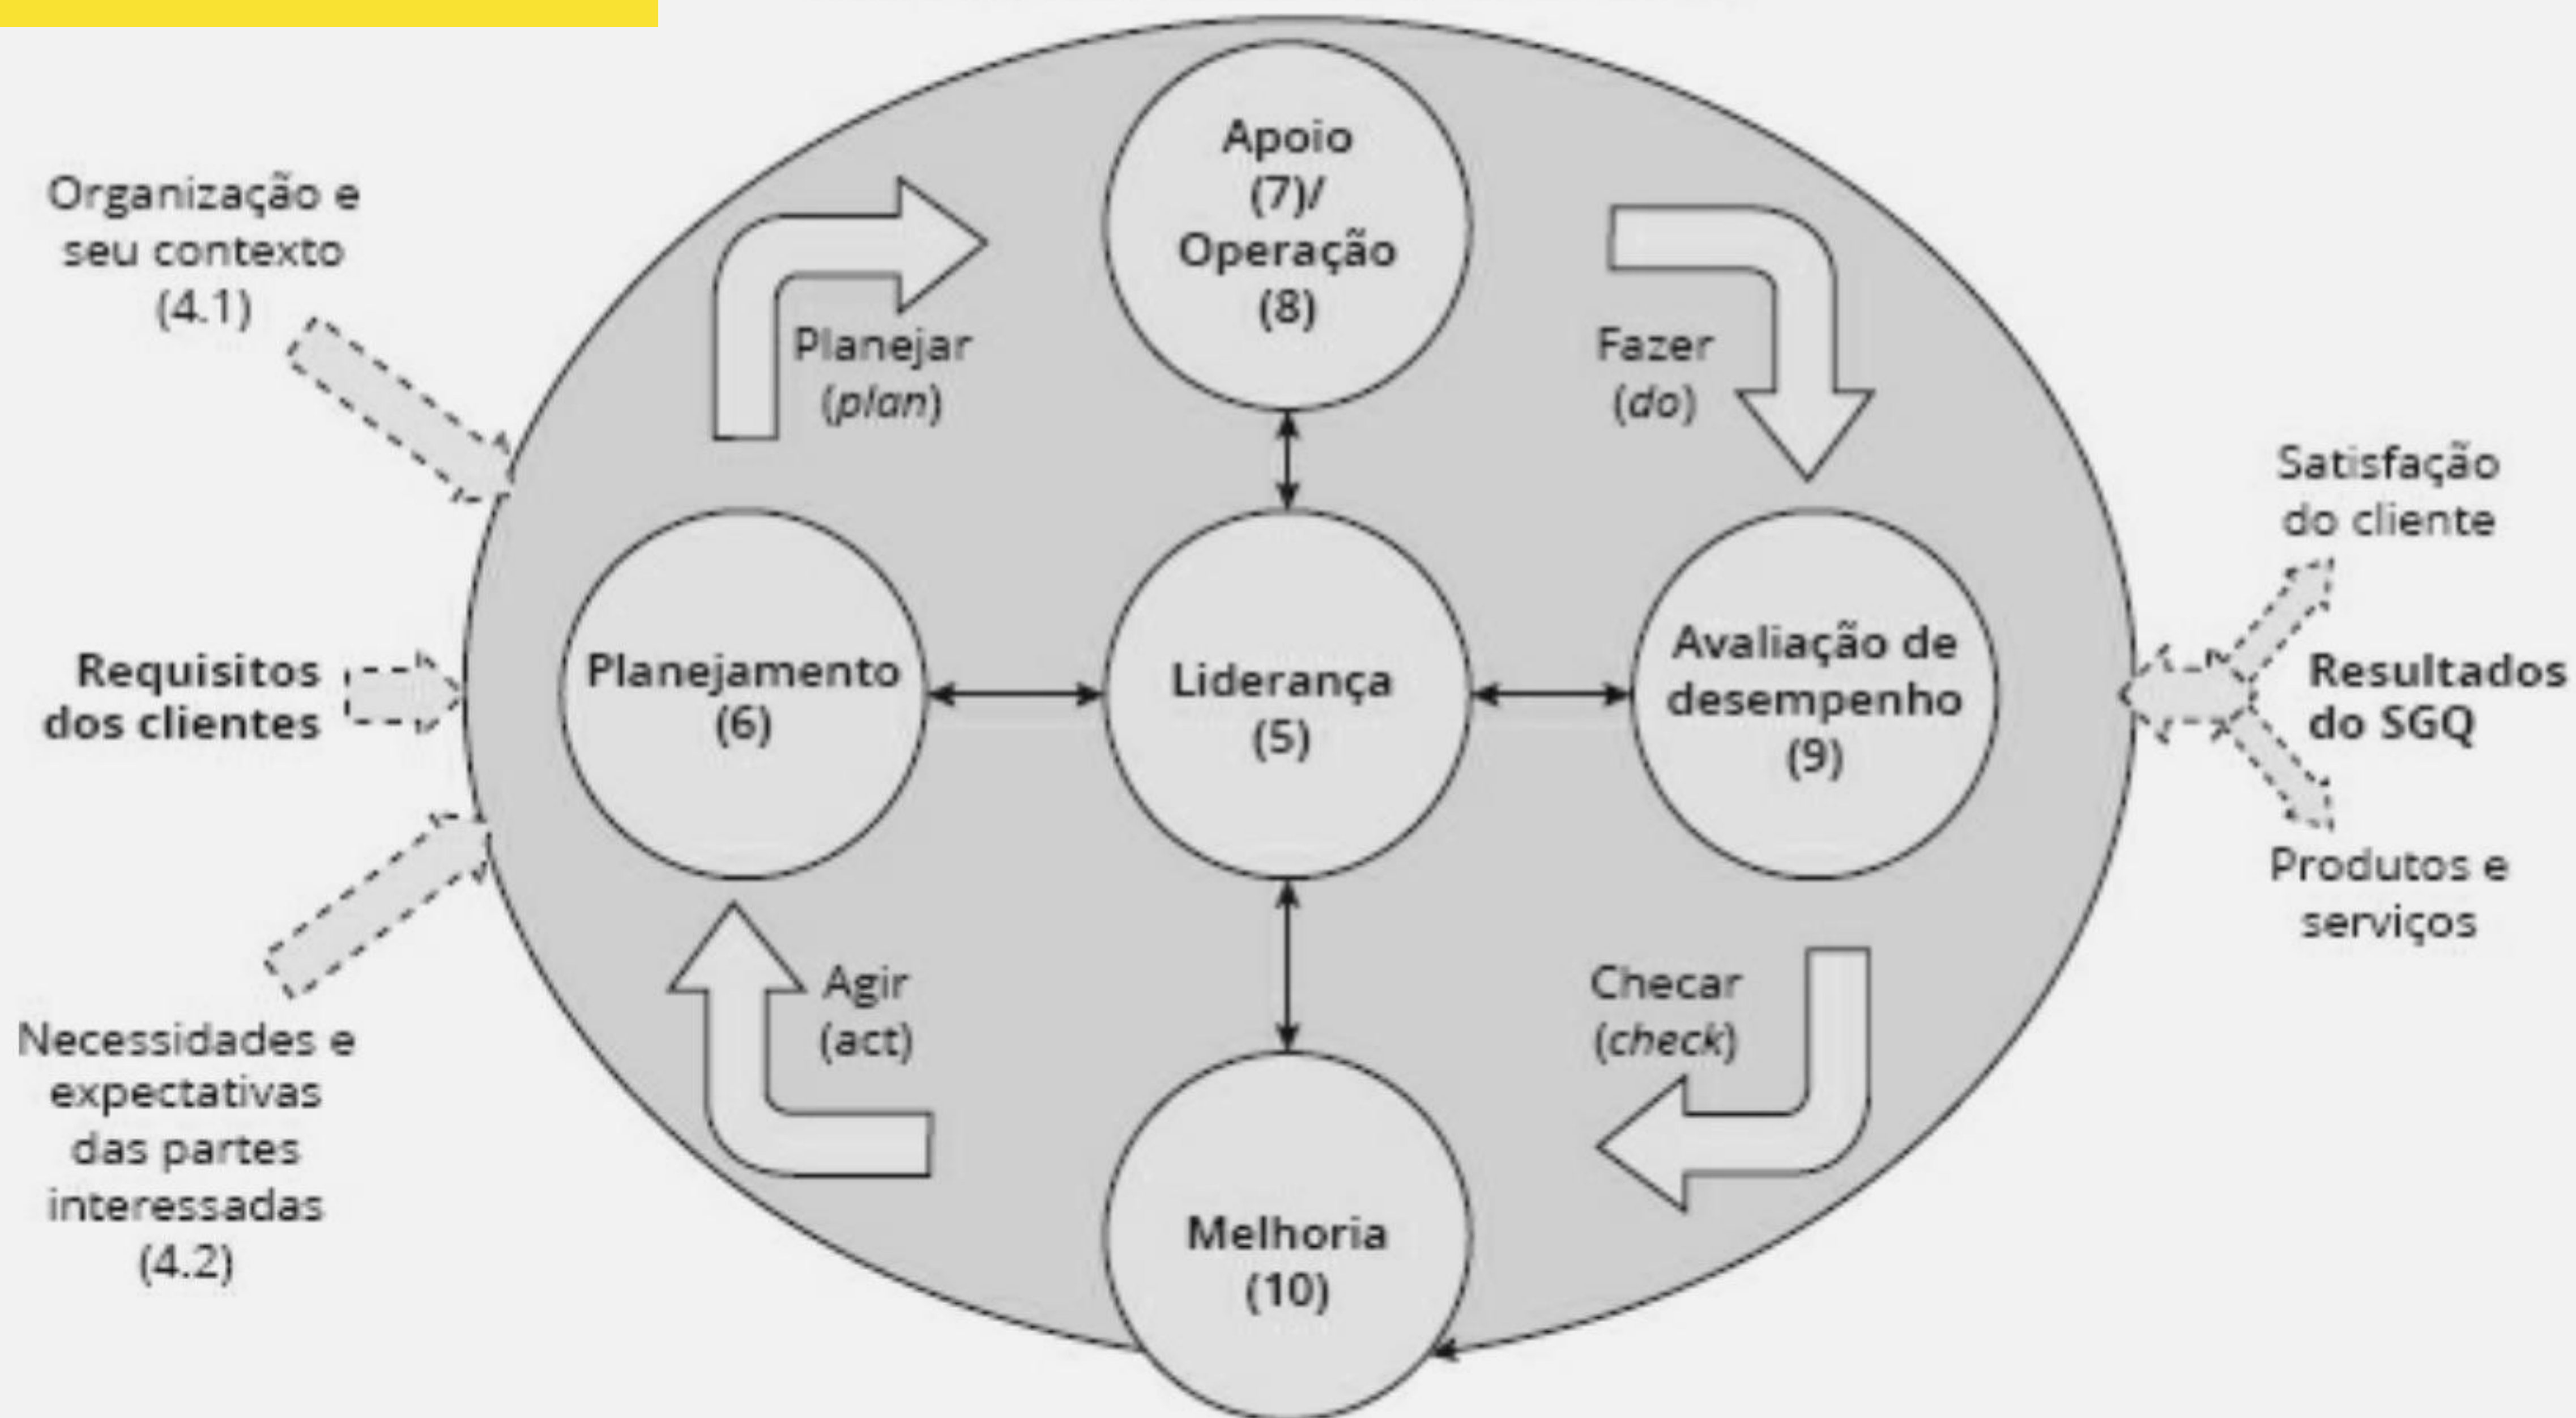 Organização e
seu contexto
(4.1)
Requisitos
dos clientes
Necessidades e
expectativas
das partes
interessadas
(4.2)
Apoio
(7)/
Operação
(8)
Planejar
(plan)
Fazer
(do)
Planejamento
(6)
Liderança
(5)
Avaliação de
desempenho
(9)
Agir
(act)
Checar
(check)
Melhoria
(10)
Satisfação
do cliente
Resultados
do SGQ
Produtos e
serviços